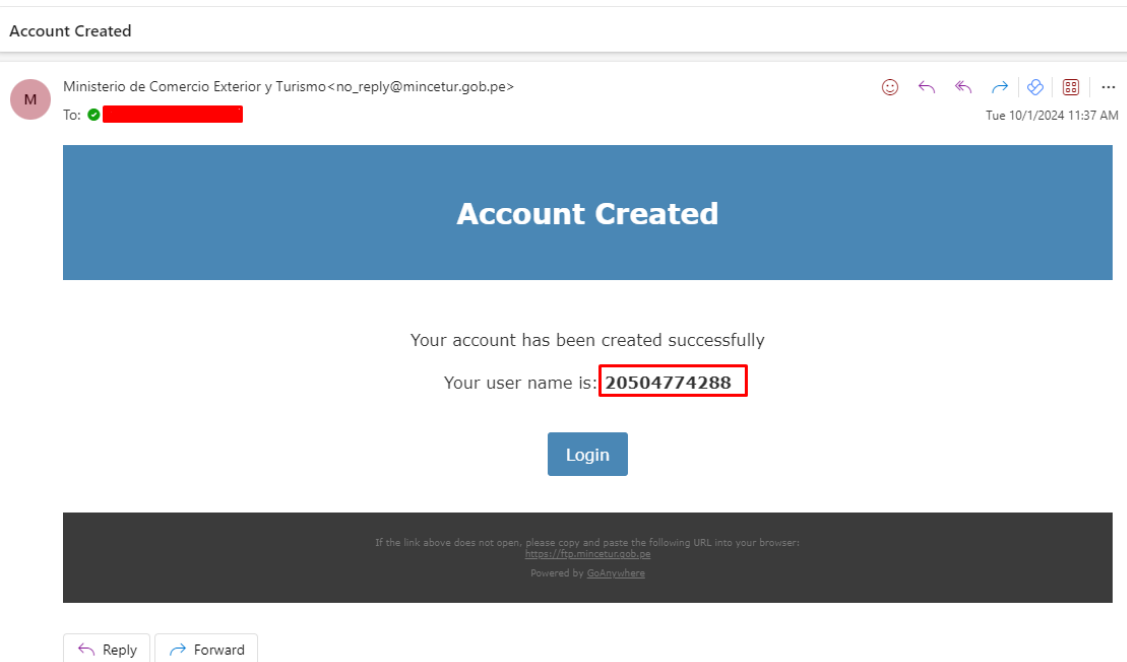 Account Created
M
Ministerio de Comercio Exterior y Turismo<no_reply@mincetur.gob.pe>
To:
Tue 10/1/2024 11:37 AM
Account Created
Your account has been created successfully
Your user name is: 20504774288
Login
If the link above does not open, please copy and paste the following URL into your browser:
https://ftp.mincetur.gob.pe
Powered by GoAnywhere
Reply
Forward